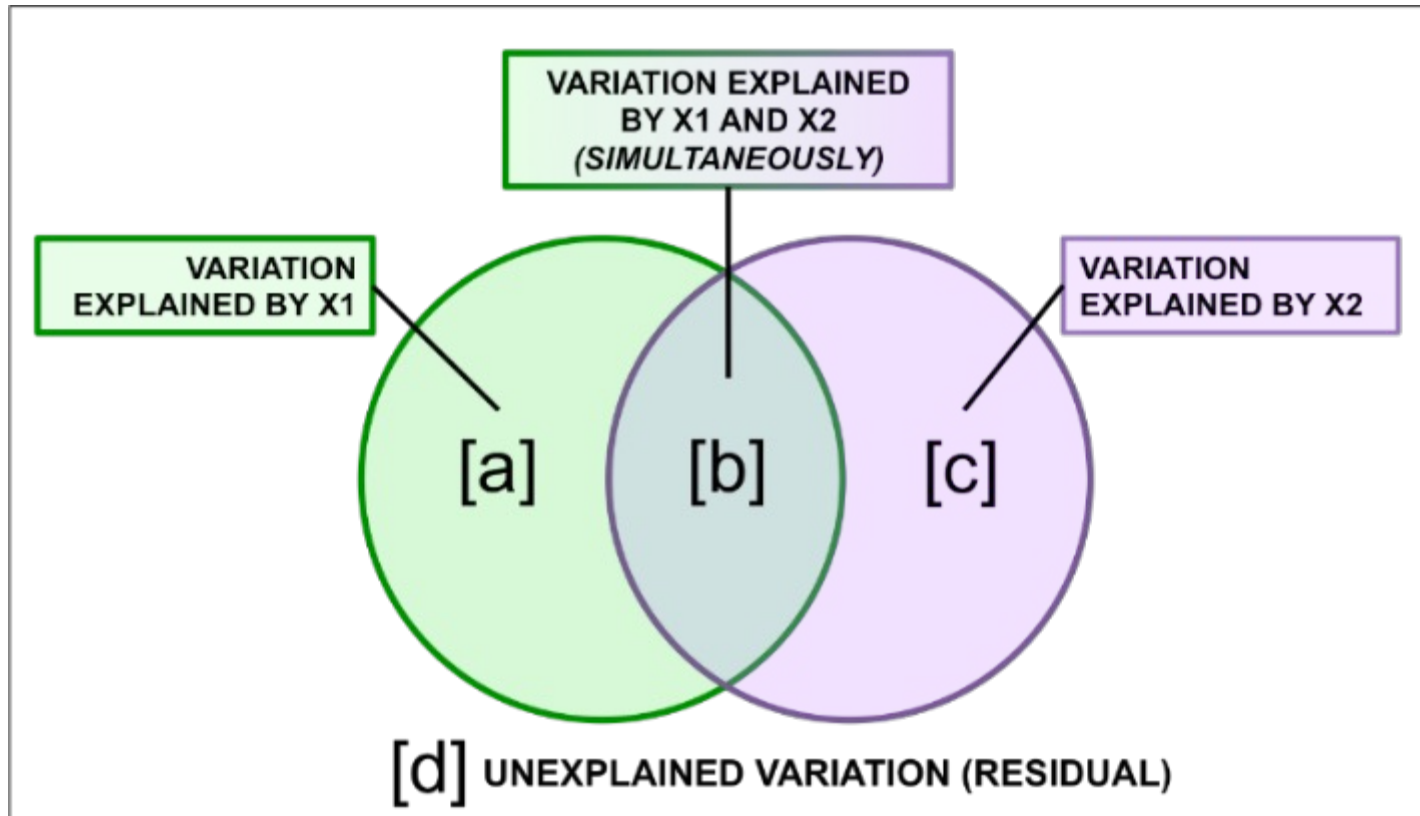 VARIATION EXPLAINED
BY X1 AND X2
(SIMULTANEOUSLY)
VARIATION
EXPLAINED BY X1
VARIATION
EXPLAINED BY X2
[a]
[b]
[c]
[d] UNEXPLAINED VARIATION (RESIDUAL)